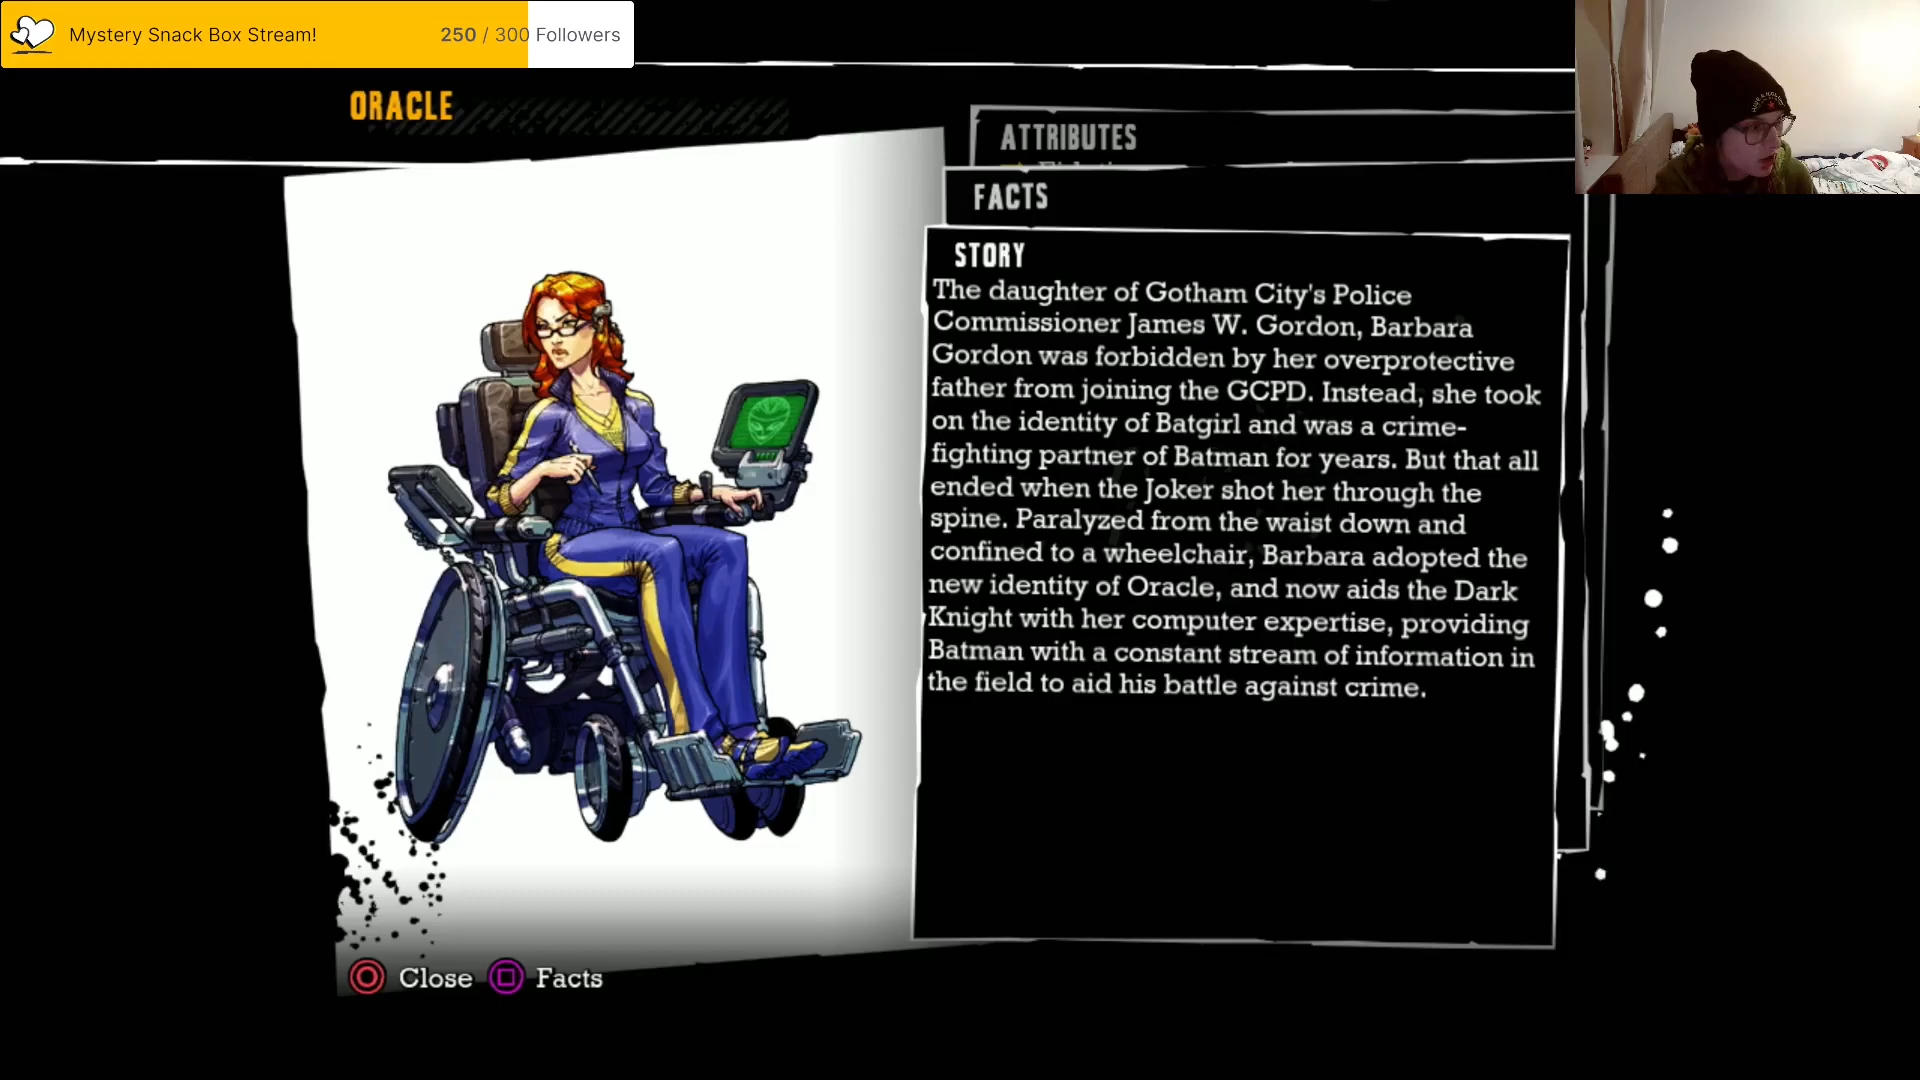 Mystery Snack Box Stream!
250 / 300 Followers
ORACLE
ATTRIBUTES
FACTS
STORY
The daughter of Gotham City's Police
Commissioner James W. Gordon, Barbara
Gordon was forbidden by her overprotective
father from joining the GCPD. Instead, she took
on the identity of Batgirl and was a crime-
fighting partner of Batman for years. But that all
ended when the Joker shot her through the
spine. Paralyzed from the waist down and
confined to a wheelchair, Barbara adopted the
new identity of Oracle, and now aids the Dark
Knight with her computer expertise, providing
Batman with a constant stream of information in
the field to aid his battle against crime.
Close
Facts